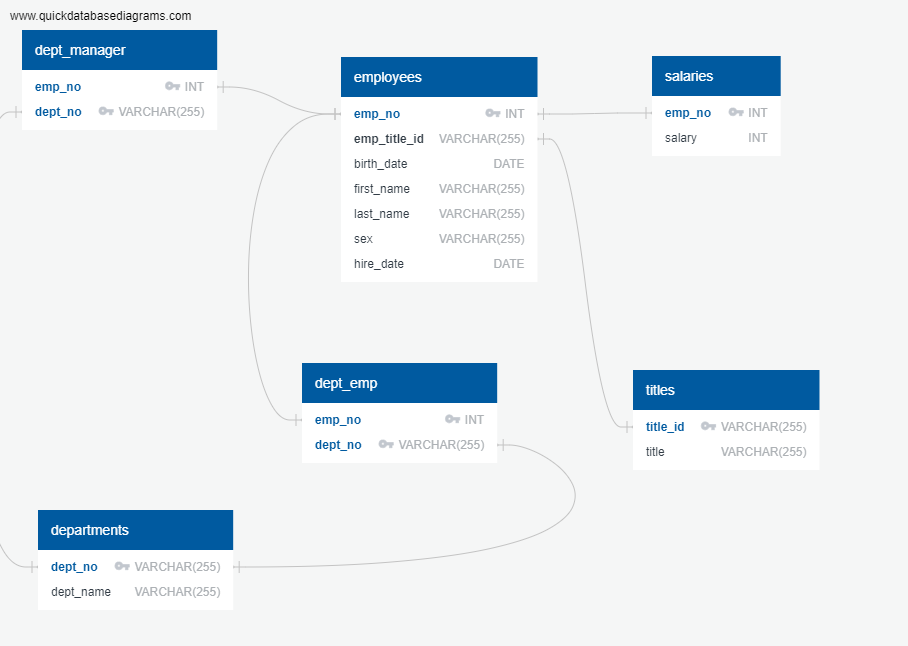 www.quickdatabasediagrams.com
dept_manager
emp_no INT
dept_no VARCHAR(255)
employees
emp_no INT
emp_title_id VARCHAR(255)
birth_date DATE
first_name VARCHAR(255)
last_name VARCHAR(255)
sex VARCHAR(255)
hire_date DATE
salaries
emp_no INT
salary INT
dept_emp
emp_no INT
dept_no VARCHAR(255)
titles
title_id VARCHAR(255)
title VARCHAR(255)
departments
dept_no VARCHAR(255)
dept_name VARCHAR(255)